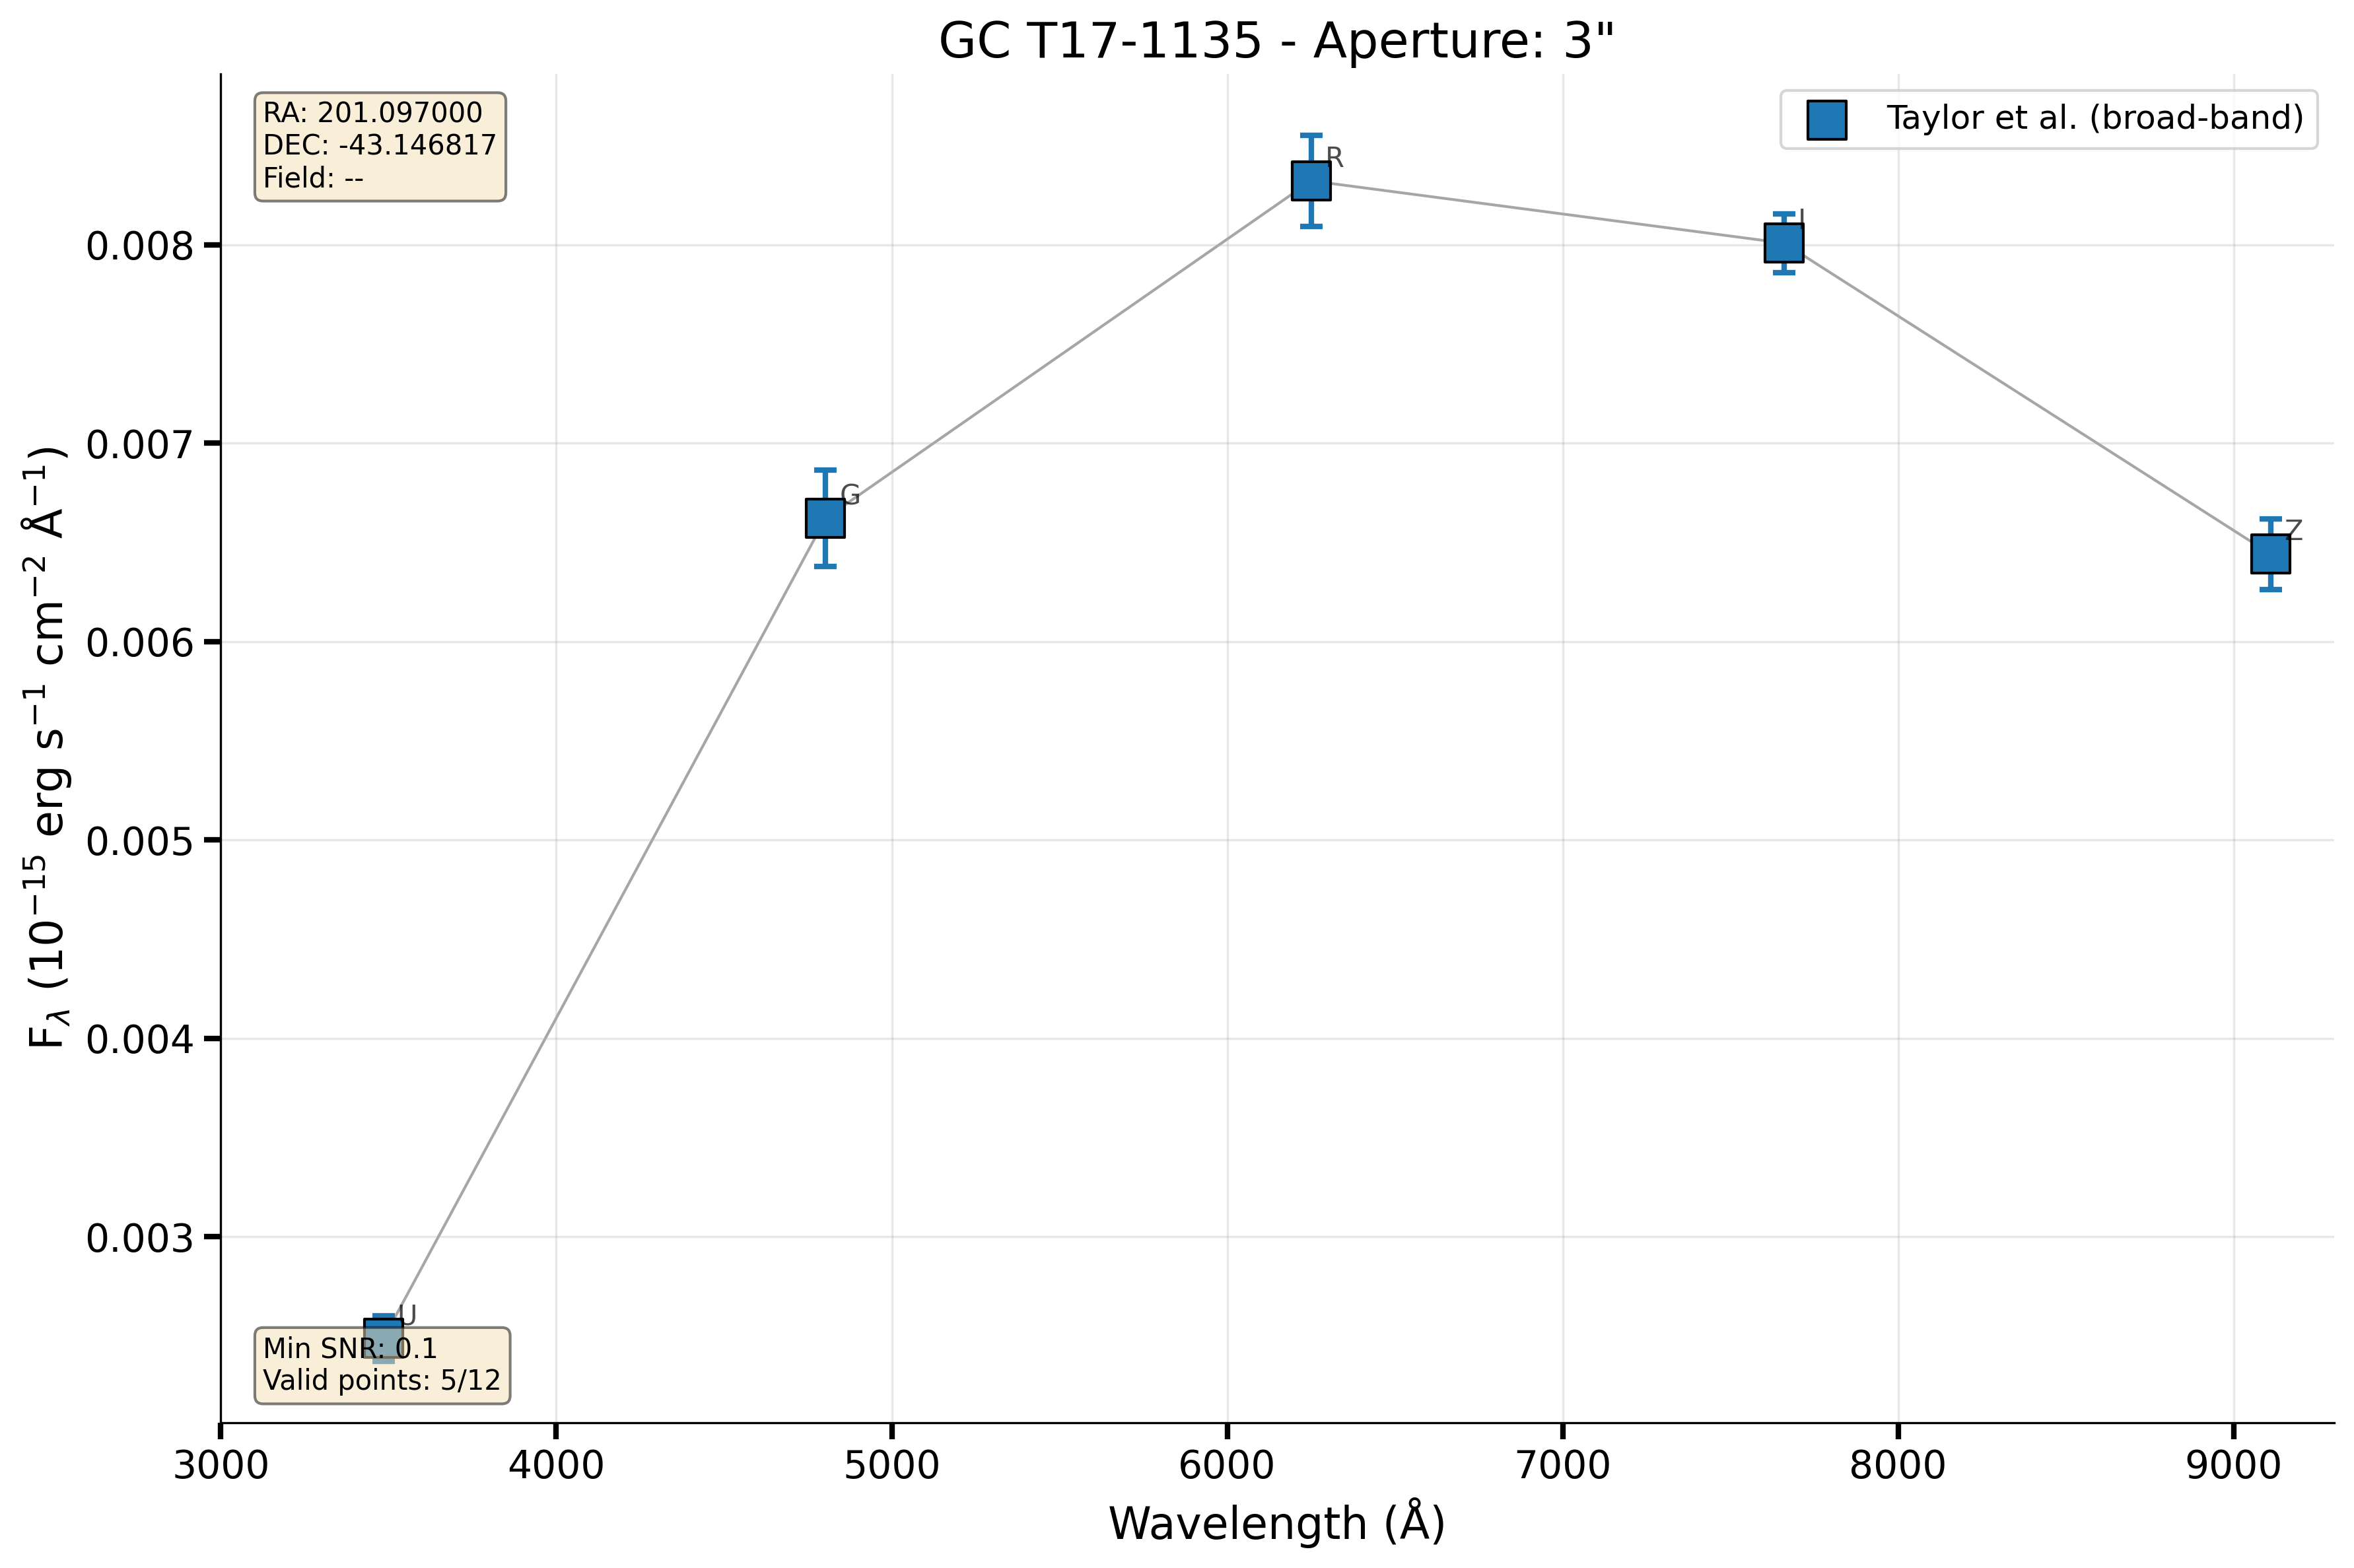 GC T17-1135 - Aperture: 3"
RA: 201.097000
DEC: -43.146817
Field: --
Taylor et al. (broad-band)
R
I
G
Z
U
Min SNR: 0.1
Valid points: 5/12
0.008
0.007
0.006
0.005
0.004
0.003
F_λ (10⁻¹⁵ erg s⁻¹ cm⁻² Å⁻¹)
3000 4000 5000 6000 7000 8000 9000
Wavelength (Å)